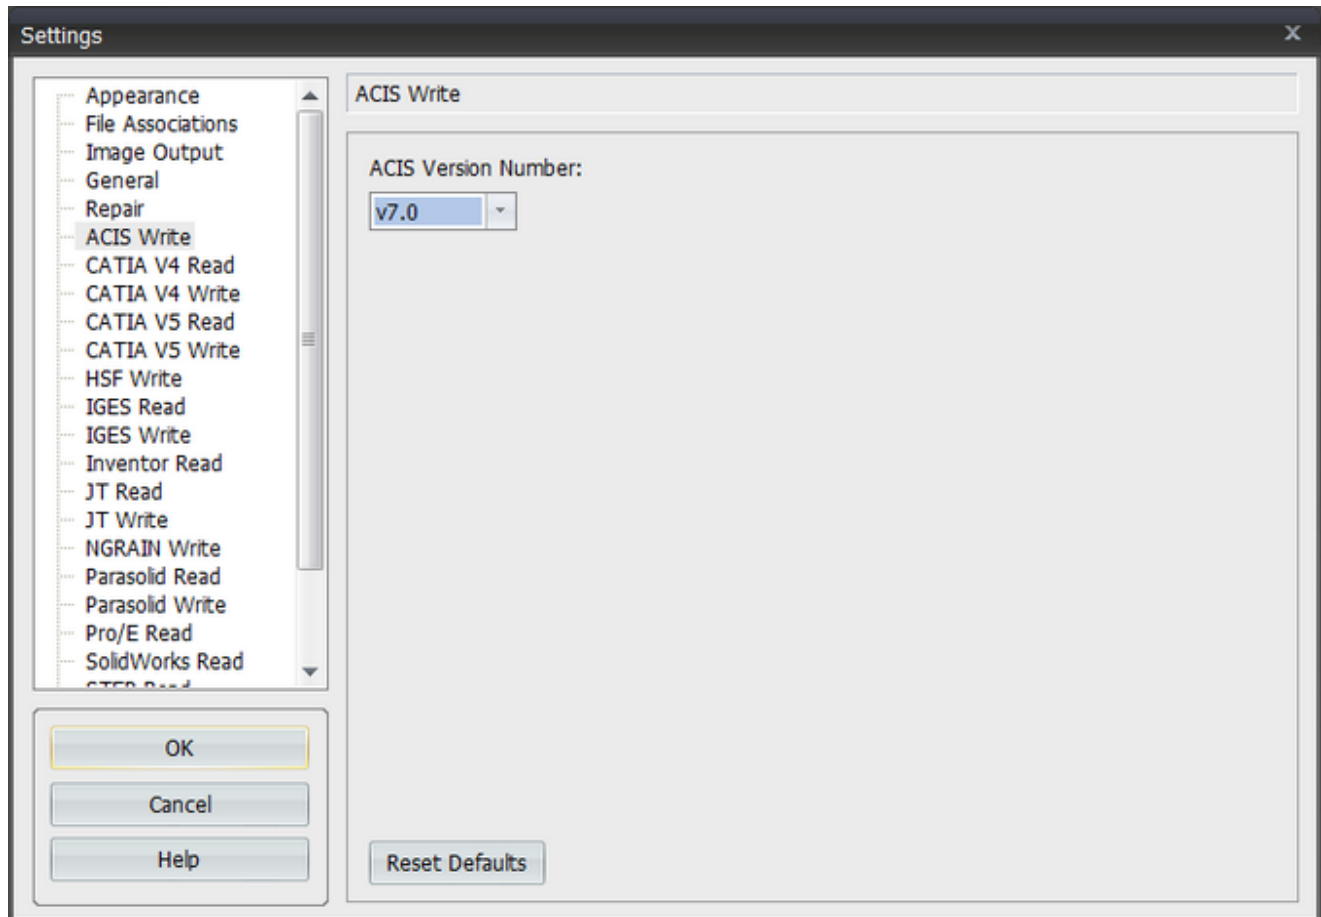 Settings
x
Appearance
File Associations
Image Output
General
Repair
ACIS Write
CATIA V4 Read
CATIA V4 Write
CATIA V5 Read
CATIA V5 Write
HSF Write
IGES Read
IGES Write
Inventor Read
JT Read
JT Write
NGRAIN Write
Parasolid Read
Parasolid Write
Pro/E Read
SolidWorks Read
OK
Cancel
Help
ACIS Write
ACIS Version Number:
v7.0
Reset Defaults